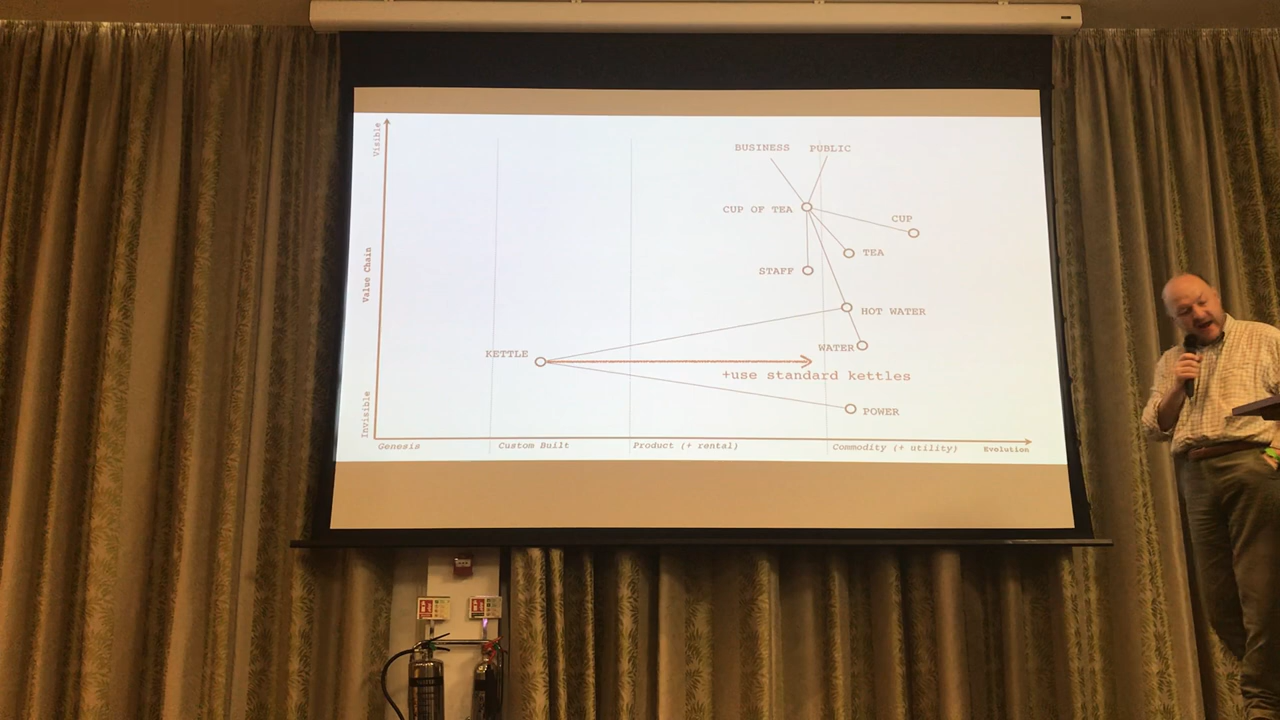 Visible
BUSINESS PUBLIC
CUP OF TEA
CUP
TEA
STAFF
Value Chain
HOT WATER
WATER
KETTLE
+use standard kettles
POWER
Invisible
Genesis
Custom Built
Product (+ rental)
Commodity (+ utility)
Evolution